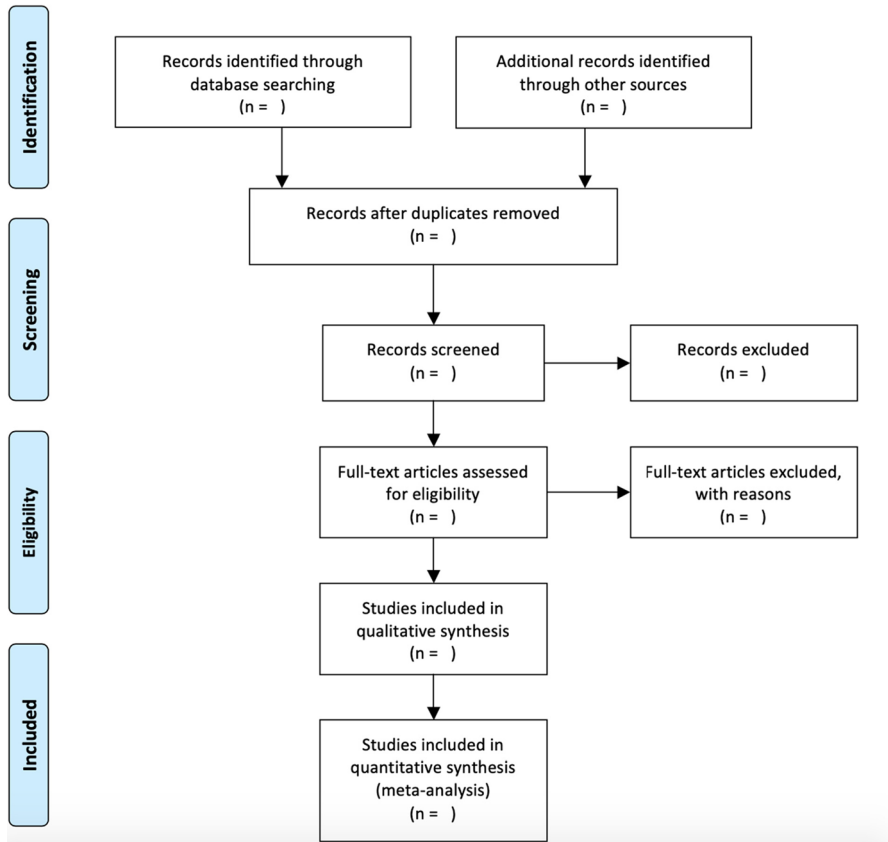 Identification
Records identified through
database searching
(n =   )
Additional records identified
through other sources
(n =   )
Records after duplicates removed
(n =   )
Screening
Records screened
(n =   )
Records excluded
(n =   )
Eligibility
Full-text articles assessed
for eligibility
(n =   )
Full-text articles excluded,
with reasons
(n =   )
Studies included in
qualitative synthesis
(n =   )
Included
Studies included in
quantitative synthesis
(meta-analysis)
(n =   )